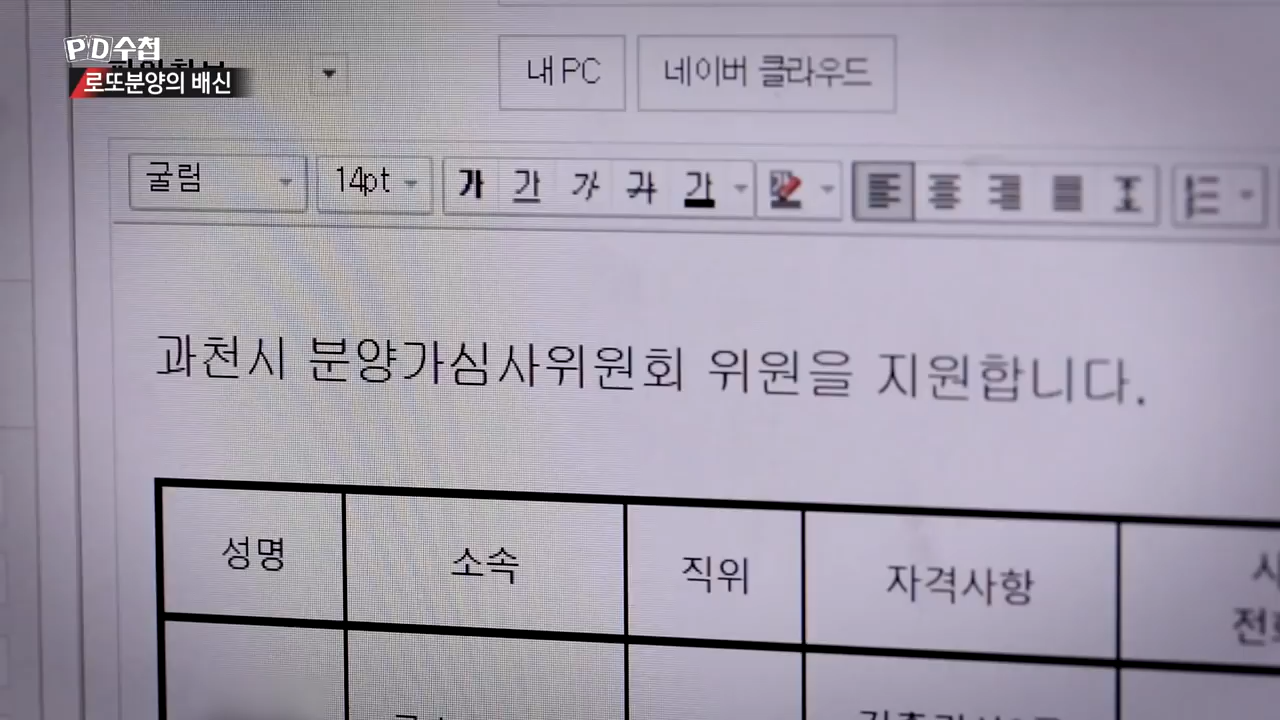 PD수첩
로또분양의 배신
내 PC 네이버 클라우드
굴림 14pt 가 가 가 가 가
과천시 분양가심사위원회 위원을 지원합니다.
성명 소속 직위 자격사항